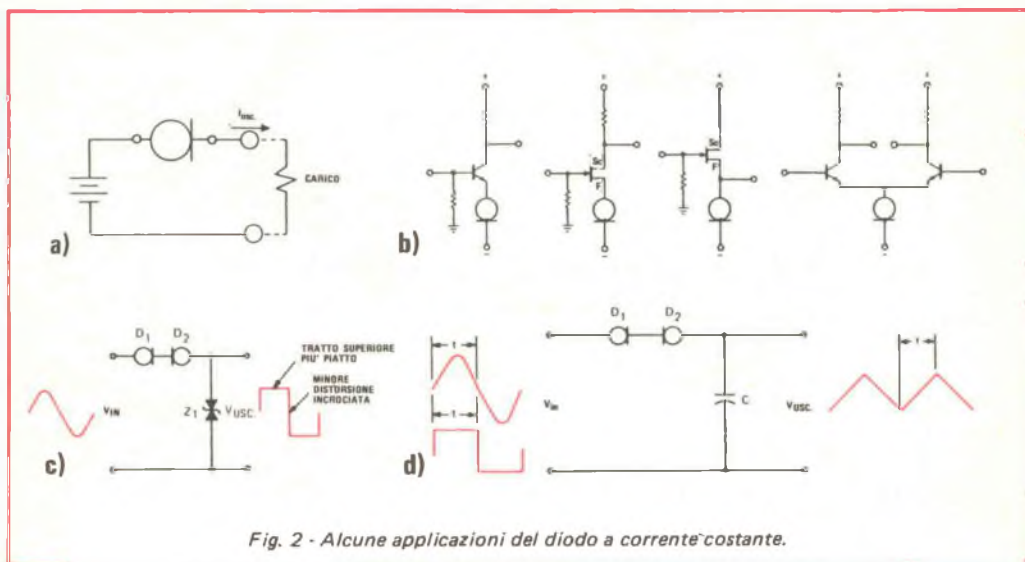 I usc.
CARICO
a)
+
+
+
+
+
Sc
F
Sc
F
b)
D1 D2
VIN
Z1
VUSC.
TRATTO SUPERIORE
PIU' PIATTO
MINORE
DISTORSIONE
INCROCIATA
c)
t
t
Vin
D1 D2
C
VUSC.
t
d)
Fig. 2 - Alcune applicazioni del diodo a corrente costante.